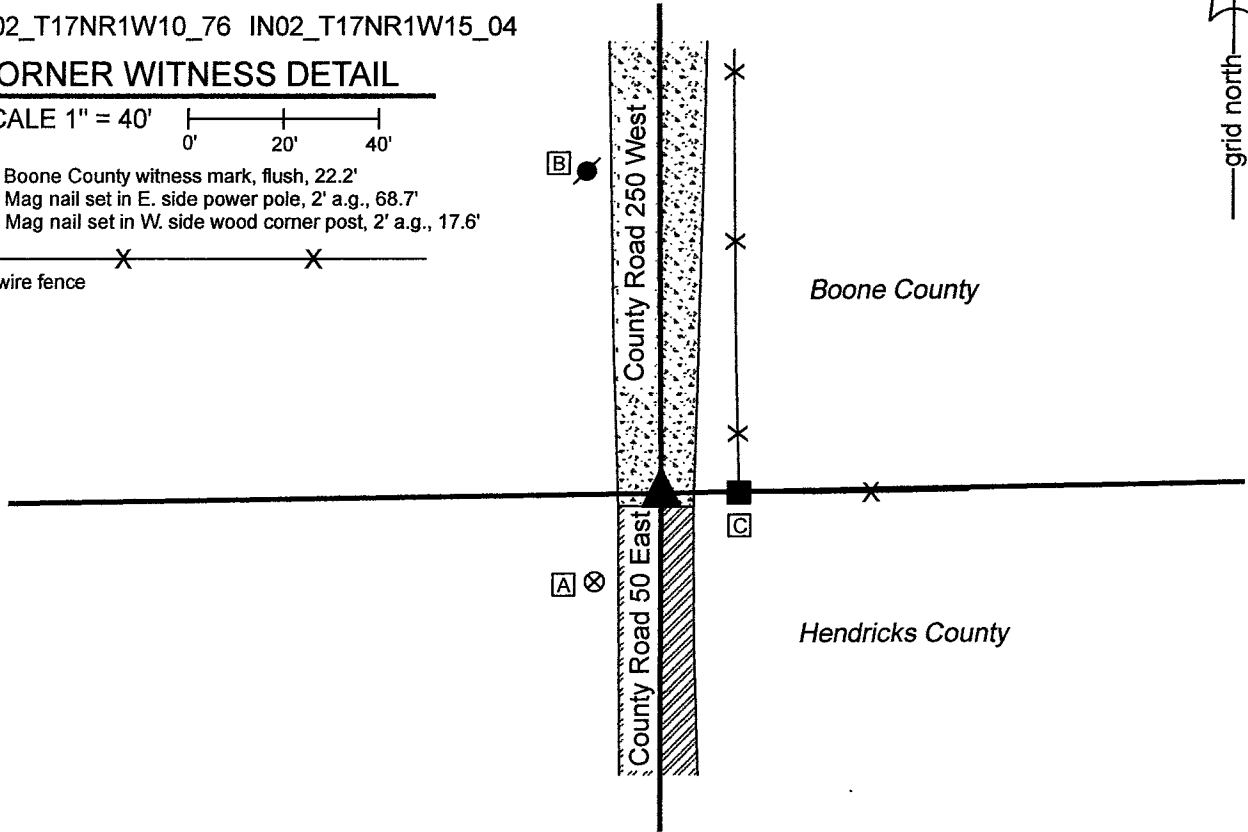 02_T17NR1W10_76 IN02_T17NR1W15_04
ORNER WITNESS DETAIL
CALE 1" = 40'
0' 20' 40'
Boone County witness mark, flush, 22.2'
Mag nail set in E. side power pole, 2' a.g., 68.7'
Mag nail set in W. side wood corner post, 2' a.g., 17.6'
X X
wire fence
B
County Road 250 West
grid north
Boone County
C
A
County Road 50 East
Hendricks County